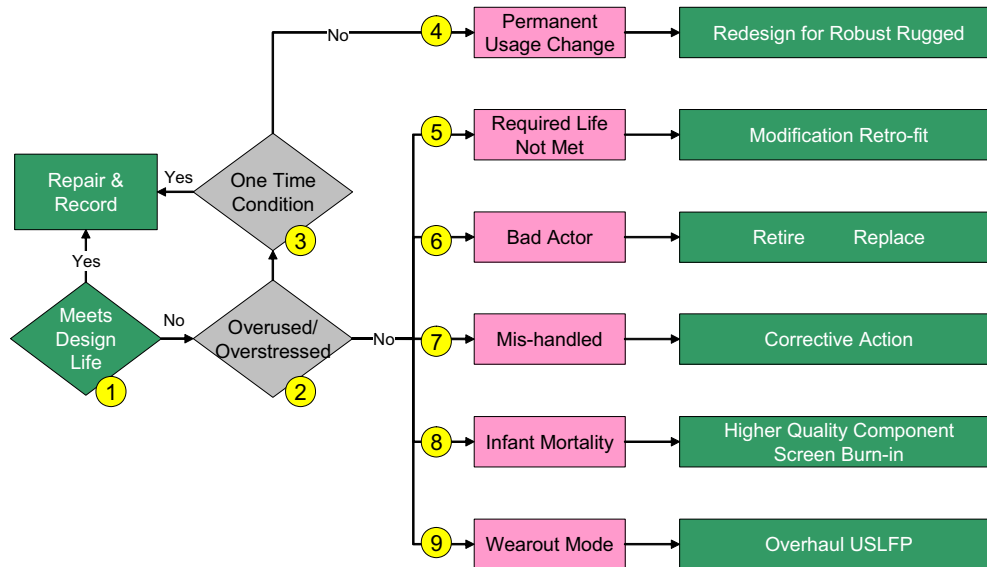 No
4
Permanent
Usage Change
Redesign for Robust Rugged
5
Required Life
Not Met
Modification Retro-fit
Repair &
Record
Yes
One Time
Condition
3
6
Bad Actor
Retire Replace
Yes
Meets
Design
Life
1
No
Overused/
Overstressed
2
No
7
Mis-handled
Corrective Action
8
Infant Mortality
Higher Quality Component
Screen Burn-in
9
Wearout Mode
Overhaul USLFP